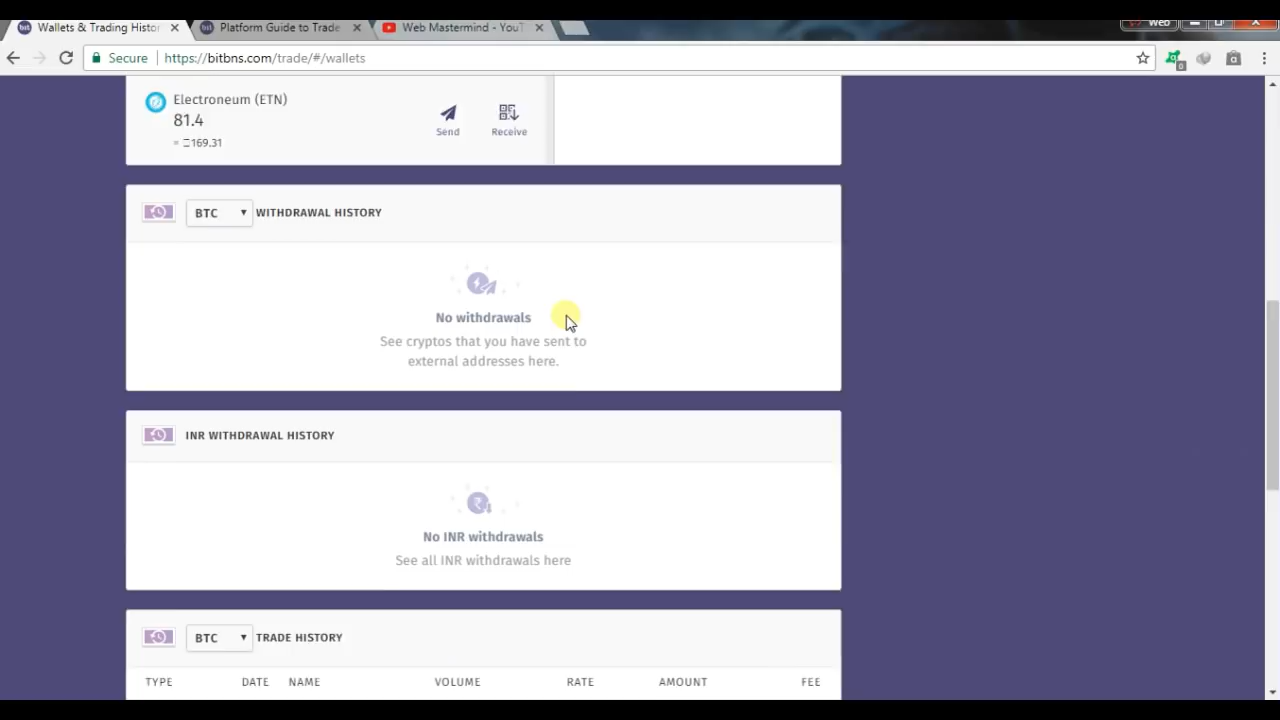 Wallets & Trading Histor
Platform Guide to Trade
Web Mastermind - YouT
Web
Secure
https://bitbns.com/trade/#/wallets
0
a
Electroneum (ETN)
81.4
169.31
Send
Receive
BTC
WITHDRAWAL HISTORY
No withdrawals
See cryptos that you have sent to
external addresses here.
INR WITHDRAWAL HISTORY
No INR withdrawals
See all INR withdrawals here
BTC
TRADE HISTORY
TYPE DATE NAME VOLUME RATE AMOUNT FEE